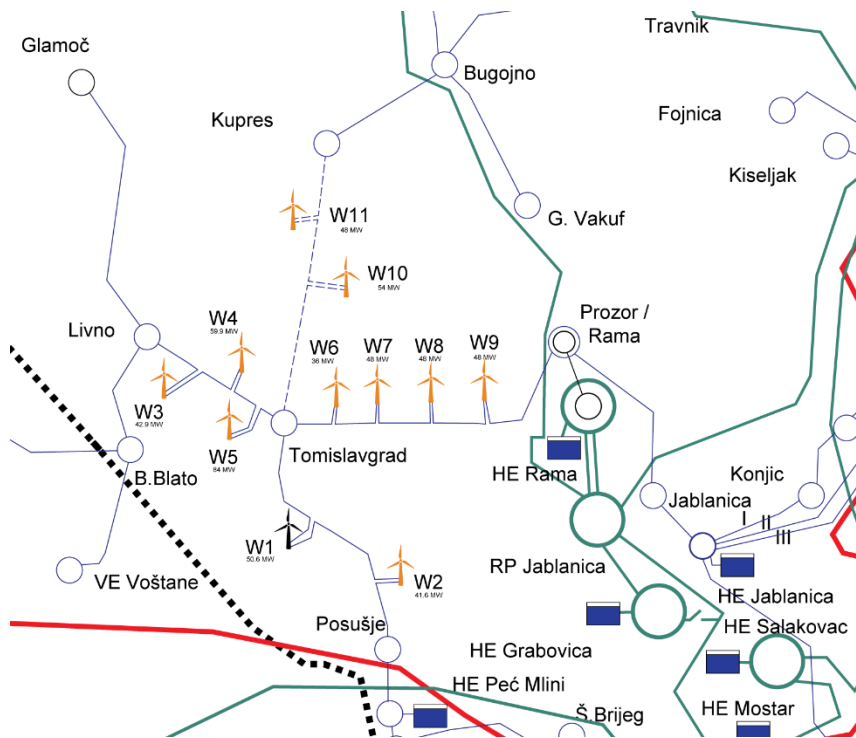 Travnik
Glamoč
Bugojno
Fojnica
Kupres
Kiseljak
W11
48 MW
G. Vakuf
W10
54 MW
Prozor /
Rama
Livno
W4
59.9 MW
W6
36 MW
W7
48 MW
W8
48 MW
W9
48 MW
W3
42.9 MW
W5
84 MW
Tomislavgrad
B.Blato
HE Rama
Konjic
Jablanica
I
II
III
W1
50.6 MW
RP Jablanica
VE Voštane
W2
41.6 MW
HE Jablanica
Posušje
HE Salakovac
HE Grabovica
HE Peć Mlini
Š.Brijeg
HE Mostar